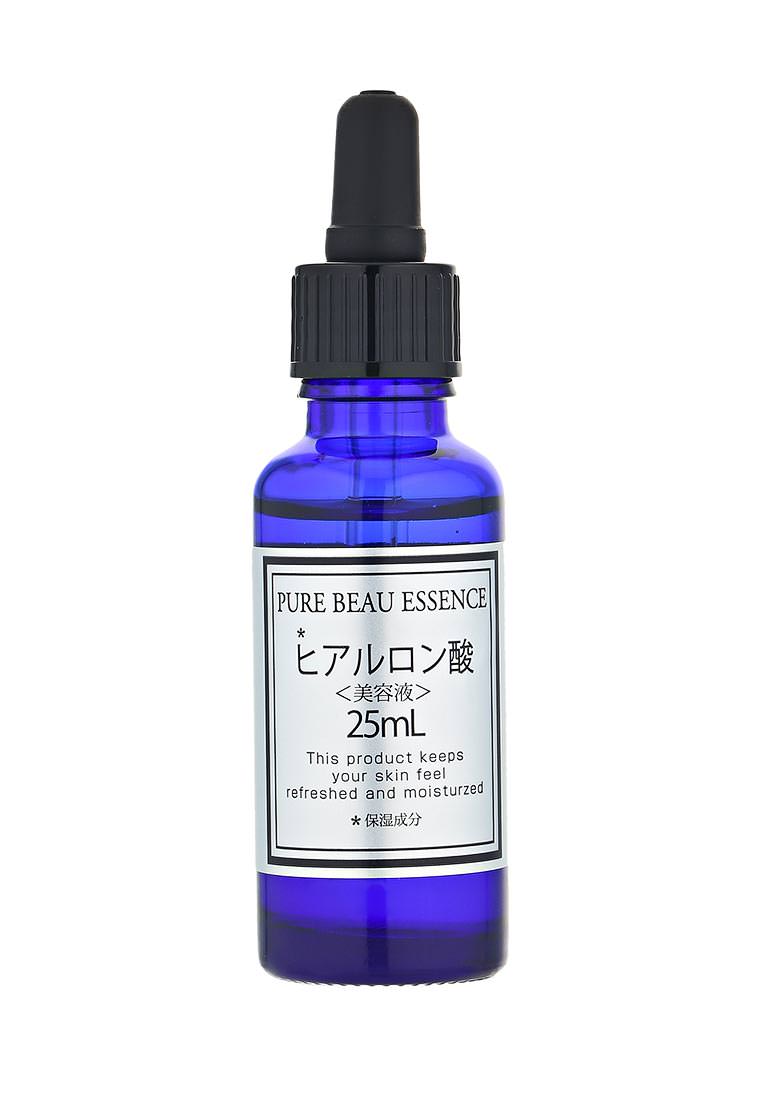 PURE BEAU ESSENCE
*ヒアルロン酸
＜美容液＞
25mL
This product keeps
your skin feel
refreshed and moisturzed
*保湿成分